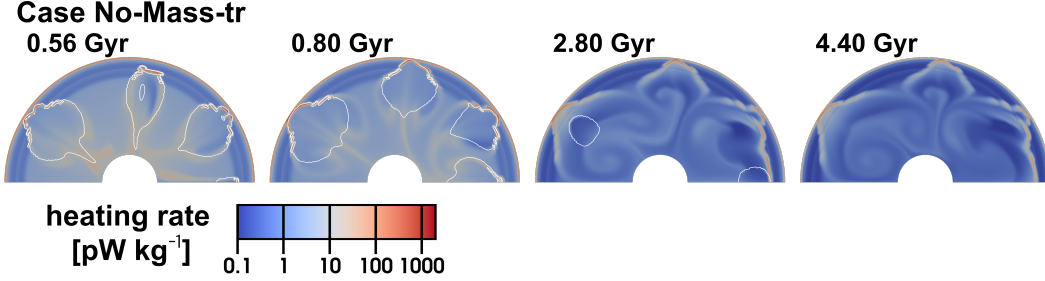 Case No-Mass-tr
0.56 Gyr 0.80 Gyr 2.80 Gyr 4.40 Gyr
heating rate
[pW kg⁻¹]
0.1 1 10 100 1000